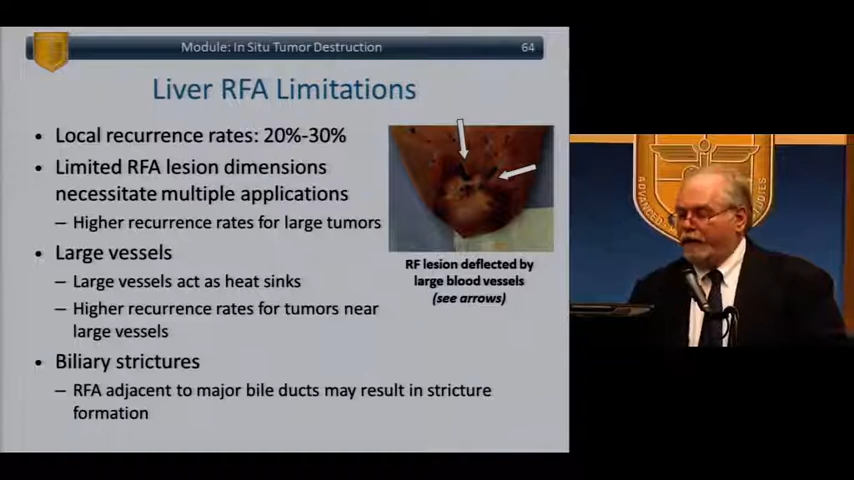 Module: In Situ Tumor Destruction
64
Liver RFA Limitations
• Local recurrence rates: 20%-30%
• Limited RFA lesion dimensions
necessitate multiple applications
– Higher recurrence rates for large tumors
• Large vessels
– Large vessels act as heat sinks
– Higher recurrence rates for tumors near
large vessels
• Biliary strictures
– RFA adjacent to major bile ducts may result in stricture
formation
RF lesion deflected by
large blood vessels
(see arrows)
ADVANCED